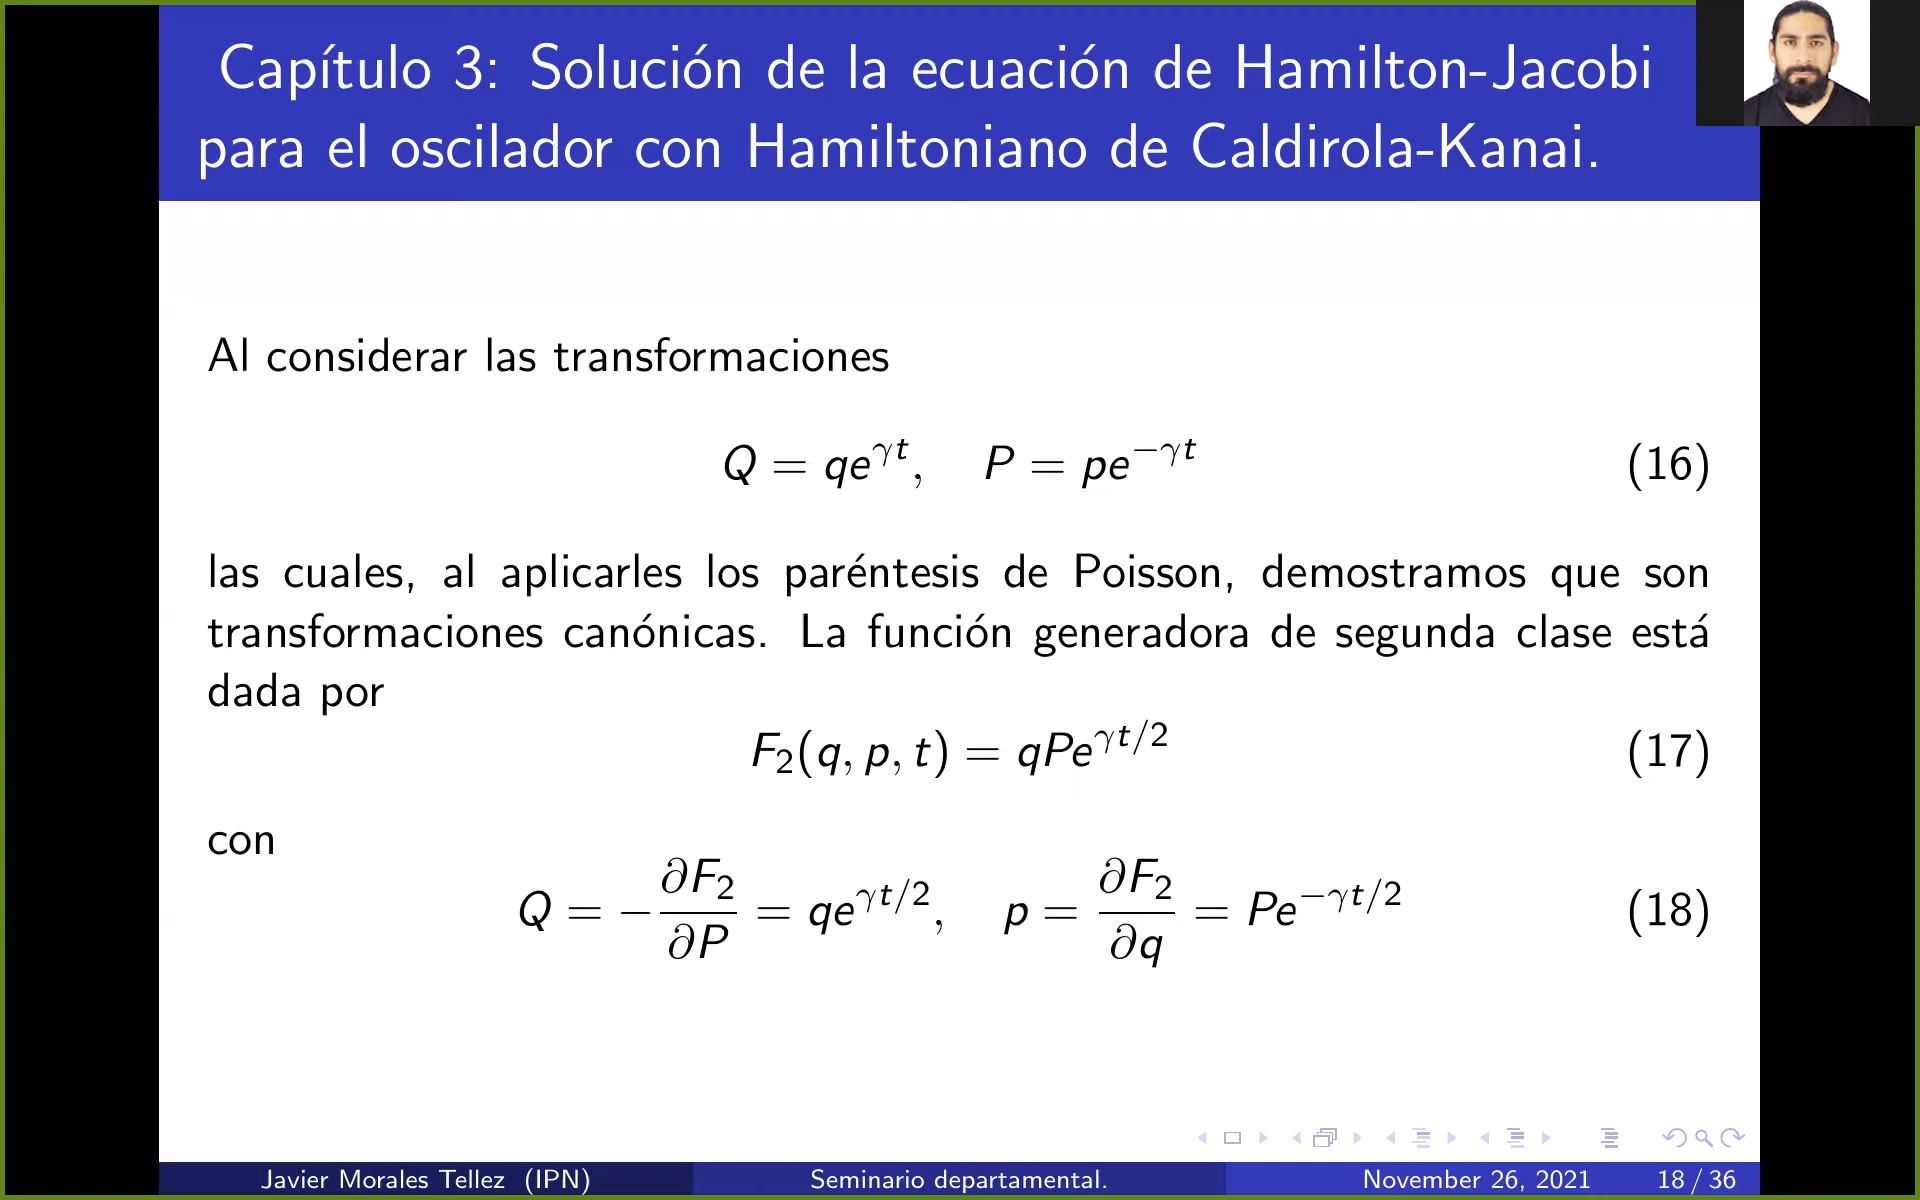 Capítulo 3: Solución de la ecuación de Hamilton-Jacobi
para el oscilador con Hamiltoniano de Caldirola-Kanai.
Al considerar las transformaciones
Q = qe^{γt}, P = pe^{−γt} (16)
las cuales, al aplicarles los paréntesis de Poisson, demostramos que son
transformaciones canónicas. La función generadora de segunda clase está
dada por
F₂(q, p, t) = qPe^{γt/2} (17)
con
Q = −∂F₂/∂P = qe^{γt/2}, p = ∂F₂/∂q = Pe^{−γt/2} (18)
Javier Morales Tellez (IPN) Seminario departamental. November 26, 2021 18 / 36